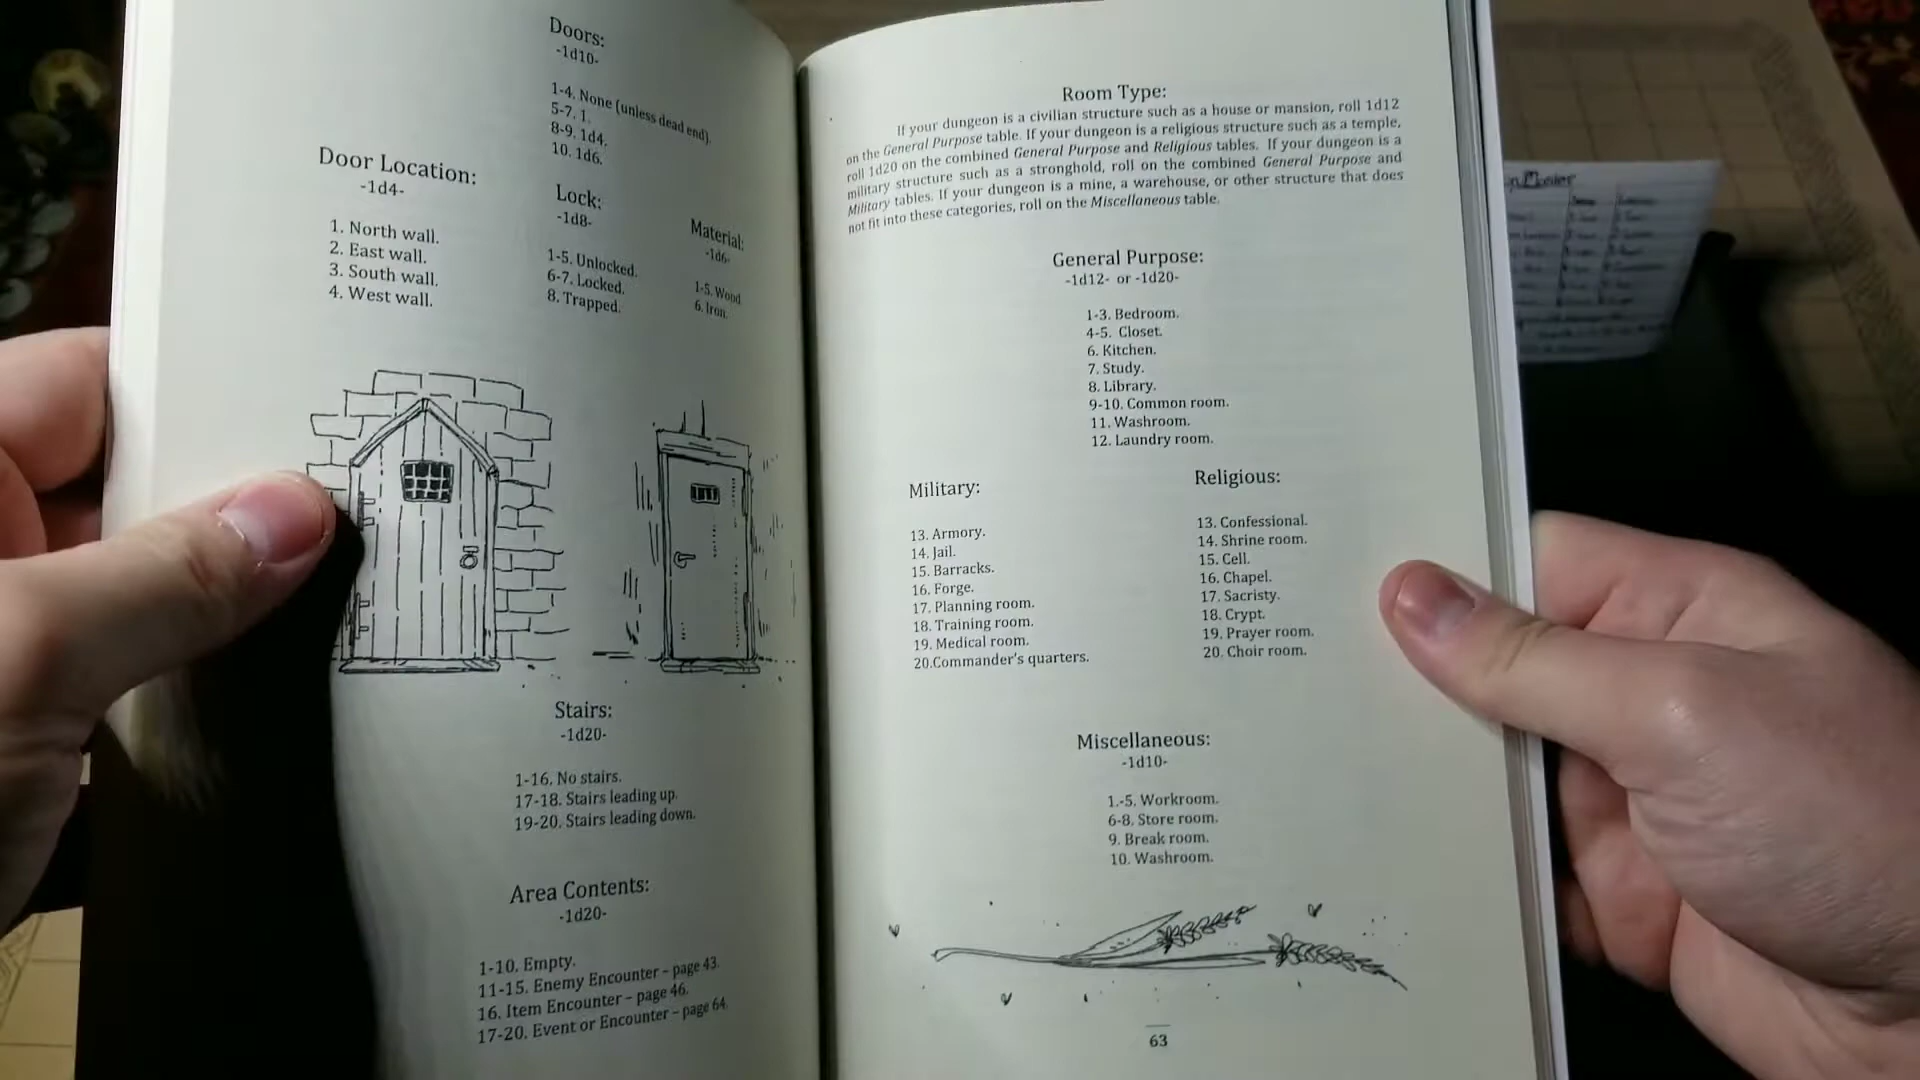 Doors:
-1d10-
1-4. None (unless dead end).
5-7. 1.
8-9. 1d4.
10. 1d6.
Door Location:
-1d4-
1. North wall.
2. East wall.
3. South wall.
4. West wall.
Lock:
-1d8-
1-5. Unlocked.
6-7. Locked.
8. Trapped.
Material:
-1d6-
1-5. Wood
6. Iron.
Stairs:
-1d20-
1-16. No stairs.
17-18. Stairs leading up.
19-20. Stairs leading down.
Area Contents:
-1d20-
1-10. Empty.
11-15. Enemy Encounter – page 43.
16. Item Encounter – page 46.
17-20. Event or Encounter – page 64.
Room Type:
If your dungeon is a civilian structure such as a house or mansion, roll 1d12
on the General Purpose table. If your dungeon is a religious structure such as a temple,
roll 1d20 on the combined General Purpose and Religious tables. If your dungeon is a
military structure such as a stronghold, roll on the combined General Purpose and
Military tables. If your dungeon is a mine, a warehouse, or other structure that does
not fit into these categories, roll on the Miscellaneous table.
General Purpose:
-1d12- or -1d20-
1-3. Bedroom.
4-5. Closet.
6. Kitchen.
7. Study.
8. Library.
9-10. Common room.
11. Washroom.
12. Laundry room.
Military:
13. Armory.
14. Jail.
15. Barracks.
16. Forge.
17. Planning room.
18. Training room.
19. Medical room.
20.Commander's quarters.
Religious:
13. Confessional.
14. Shrine room.
15. Cell.
16. Chapel.
17. Sacristy.
18. Crypt.
19. Prayer room.
20. Choir room.
Miscellaneous:
-1d10-
1.-5. Workroom.
6-8. Store room.
9. Break room.
10. Washroom.
63